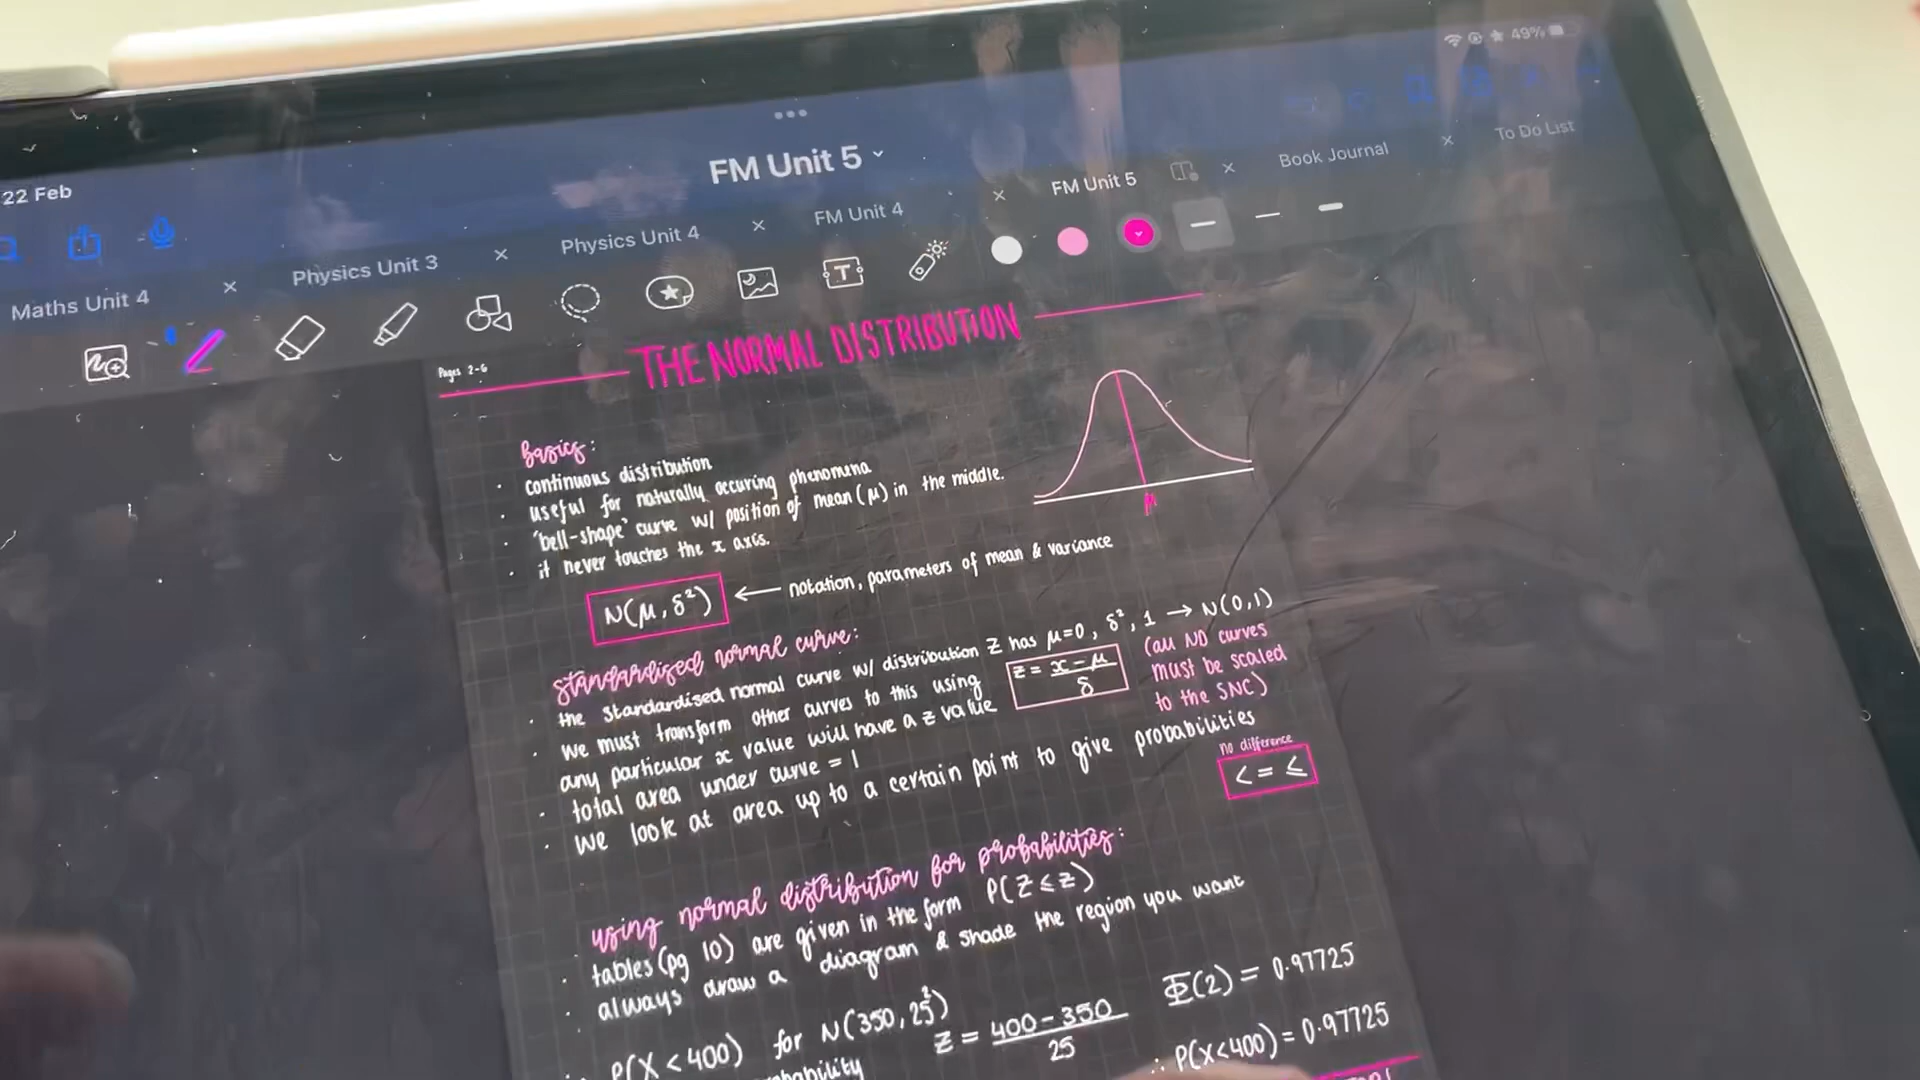 49%
22 Feb
FM Unit 5
Maths Unit 4
Physics Unit 3
Physics Unit 4
FM Unit 4
FM Unit 5
Book Journal
To Do List
Pages 2-6
THE NORMAL DISTRIBUTION
basics:
· continuous distribution
· useful for naturally occuring phenomena
· 'bell-shape' curve w/ position of mean (μ) in the middle.
· it never touches the x axis.
μ
N(μ, δ²) ← notation, parameters of mean & variance
standardised normal curve:
· the standardised normal curve w/ distribution Z has μ=0, δ², 1 → N(0,1)
· we must transform other curves to this using z = x-μ / δ
(all ND curves
must be scaled
to the SNC)
any particular x value will have a z value
· total area under curve = 1
· we look at area up to a certain point to give probabilities
no difference
< = ≤
using normal distribution for probabilities:
· tables (pg 10) are given in the form P(Z ≤ z)
· always draw a diagram & shade the region you want
P(X < 400) for N(350, 25²)
Z = 400 - 350 / 25
Φ(2) = 0.97725
∴ P(X<400) = 0.97725